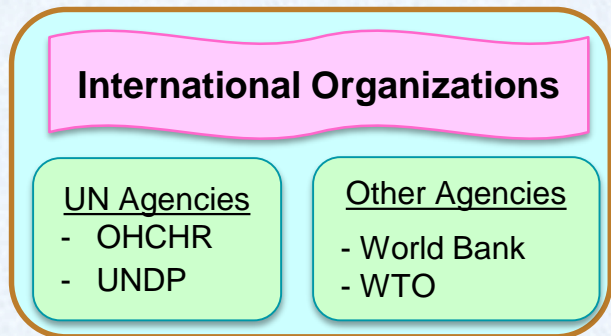 International Organizations
UN Agencies
- OHCHR
- UNDP
Other Agencies
- World Bank
- WTO